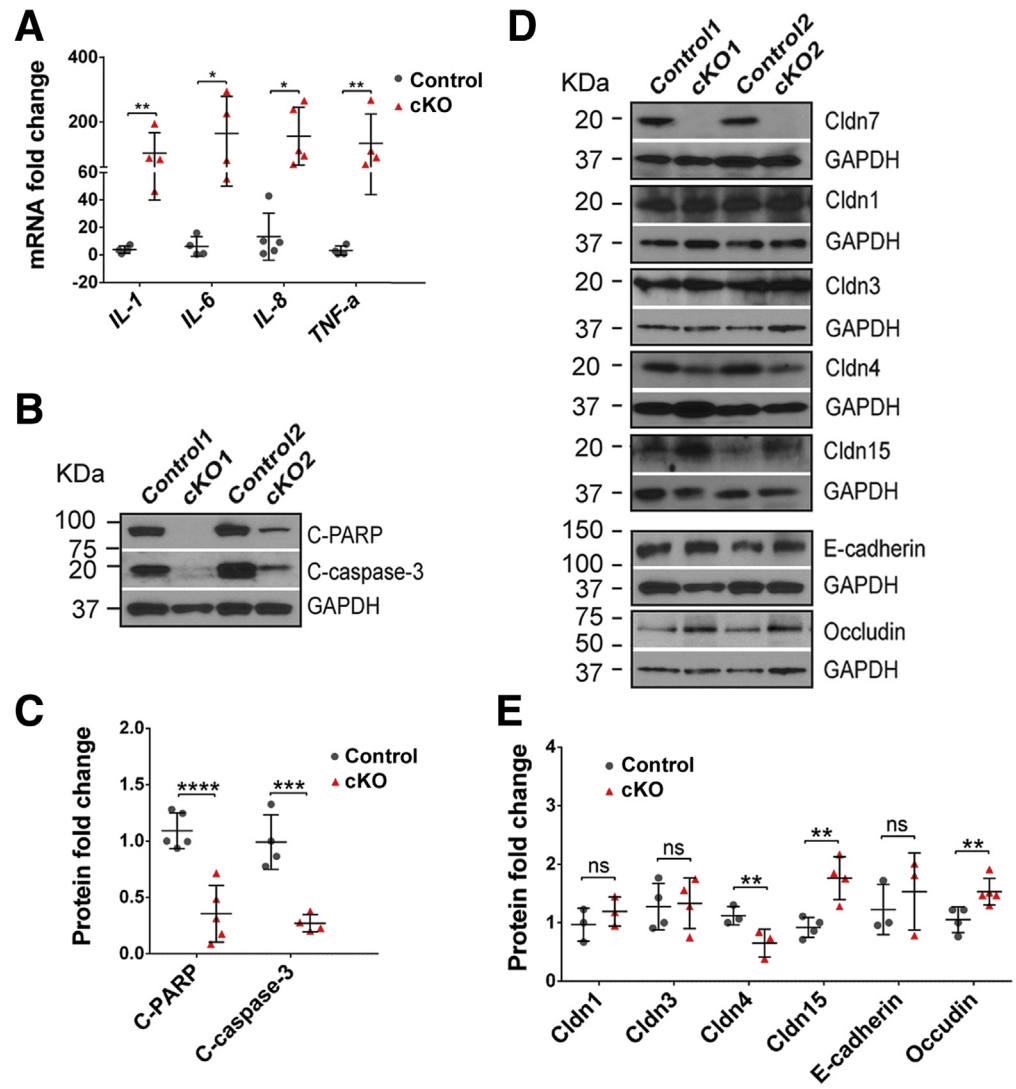 A
mRNA fold change
400
200
60
40
20
0
-20
** * * **
Control
cKO
IL-1 IL-6 IL-8 TNF-a
B
KDa
Control1 cKO1 Control2 cKO2
100
75
20
37
C-PARP
C-caspase-3
GAPDH
C
Protein fold change
2.0
1.5
1.0
0.5
0.0
**** ***
Control
cKO
C-PARP C-caspase-3
D
KDa
Control1 cKO1 Control2 cKO2
20 Cldn7
37 GAPDH
20 Cldn1
37 GAPDH
20 Cldn3
37 GAPDH
20 Cldn4
37 GAPDH
20 Cldn15
37 GAPDH
150
E-cadherin
100
37 GAPDH
75
Occludin
50
37 GAPDH
E
Protein fold change
4
3
2
1
0
Control
cKO
ns ns ** ** ns **
Cldn1 Cldn3 Cldn4 Cldn15 E-cadherin Occudin